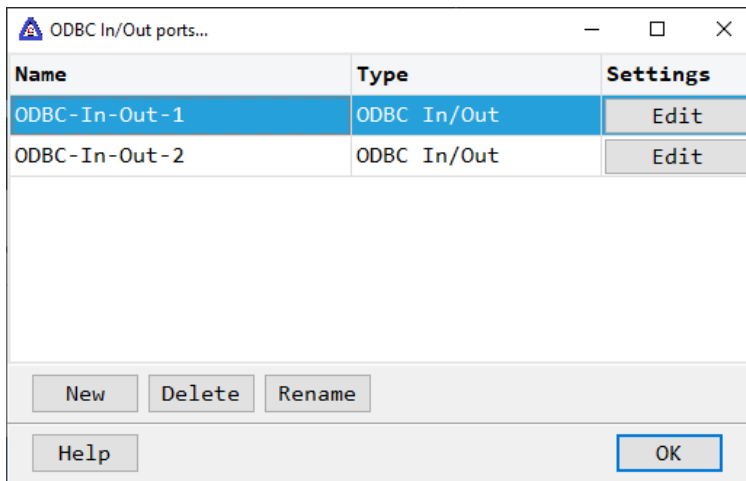 ODBC In/Out ports...
Name Type Settings
ODBC-In-Out-1 ODBC In/Out Edit
ODBC-In-Out-2 ODBC In/Out Edit
New Delete Rename
Help OK